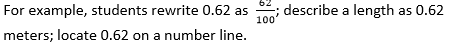 For example, students rewrite 0.62 as 62/100; describe a length as 0.62
meters; locate 0.62 on a number line.